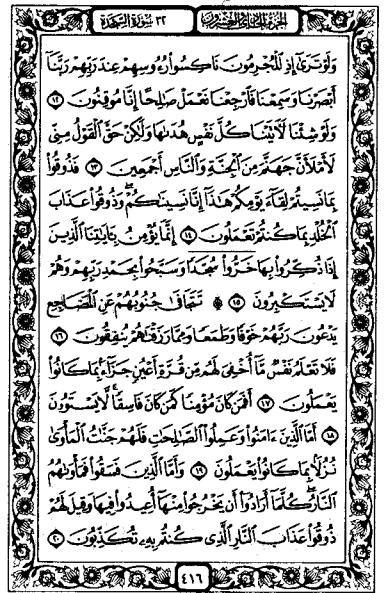 الجزء الحادي والعشرون
٣٢ سورة السجدة
وَلَوْ تَرَىٰٓ إِذِ ٱلْمُجْرِمُونَ نَاكِسُوا۟ رُءُوسِهِمْ عِندَ رَبِّهِمْ رَبَّنَآ
أَبْصَرْنَا وَسَمِعْنَا فَٱرْجِعْنَا نَعْمَلْ صَٰلِحًا إِنَّا مُوقِنُونَ ١٢
وَلَوْ شِئْنَا لَـَٔاتَيْنَا كُلَّ نَفْسٍ هُدَىٰهَا وَلَٰكِنْ حَقَّ ٱلْقَوْلُ مِنِّى
لَأَمْلَأَنَّ جَهَنَّمَ مِنَ ٱلْجِنَّةِ وَٱلنَّاسِ أَجْمَعِينَ ١٣ فَذُوقُوا۟
بِمَا نَسِيتُمْ لِقَآءَ يَوْمِكُمْ هَٰذَآ إِنَّا نَسِينَٰكُمْ ۖ وَذُوقُوا۟ عَذَابَ
ٱلْخُلْدِ بِمَا كُنتُمْ تَعْمَلُونَ ١٤ إِنَّمَا يُؤْمِنُ بِـَٔايَٰتِنَا ٱلَّذِينَ
إِذَا ذُكِّرُوا۟ بِهَا خَرُّوا۟ سُجَّدًا وَسَبَّحُوا۟ بِحَمْدِ رَبِّهِمْ وَهُمْ
لَا يَسْتَكْبِرُونَ ١٥ ۩ تَتَجَافَىٰ جُنُوبُهُمْ عَنِ ٱلْمَضَاجِعِ
يَدْعُونَ رَبَّهُمْ خَوْفًا وَطَمَعًا وَمِمَّا رَزَقْنَٰهُمْ يُنفِقُونَ ١٦
فَلَا تَعْلَمُ نَفْسٌ مَّآ أُخْفِىَ لَهُم مِّن قُرَّةِ أَعْيُنٍ جَزَآءًۢ بِمَا كَانُوا۟
يَعْمَلُونَ ١٧ أَفَمَن كَانَ مُؤْمِنًا كَمَن كَانَ فَاسِقًا ۚ لَّا يَسْتَوُۥنَ
١٨ أَمَّا ٱلَّذِينَ ءَامَنُوا۟ وَعَمِلُوا۟ ٱلصَّٰلِحَٰتِ فَلَهُمْ جَنَّٰتُ ٱلْمَأْوَىٰ
نُزُلًۢا بِمَا كَانُوا۟ يَعْمَلُونَ ١٩ وَأَمَّا ٱلَّذِينَ فَسَقُوا۟ فَمَأْوَىٰهُمُ
ٱلنَّارُ ۖ كُلَّمَآ أَرَادُوٓا۟ أَن يَخْرُجُوا۟ مِنْهَآ أُعِيدُوا۟ فِيهَا وَقِيلَ لَهُمْ
ذُوقُوا۟ عَذَابَ ٱلنَّارِ ٱلَّذِى كُنتُم بِهِۦ تُكَذِّبُونَ ٢٠
٤١٦